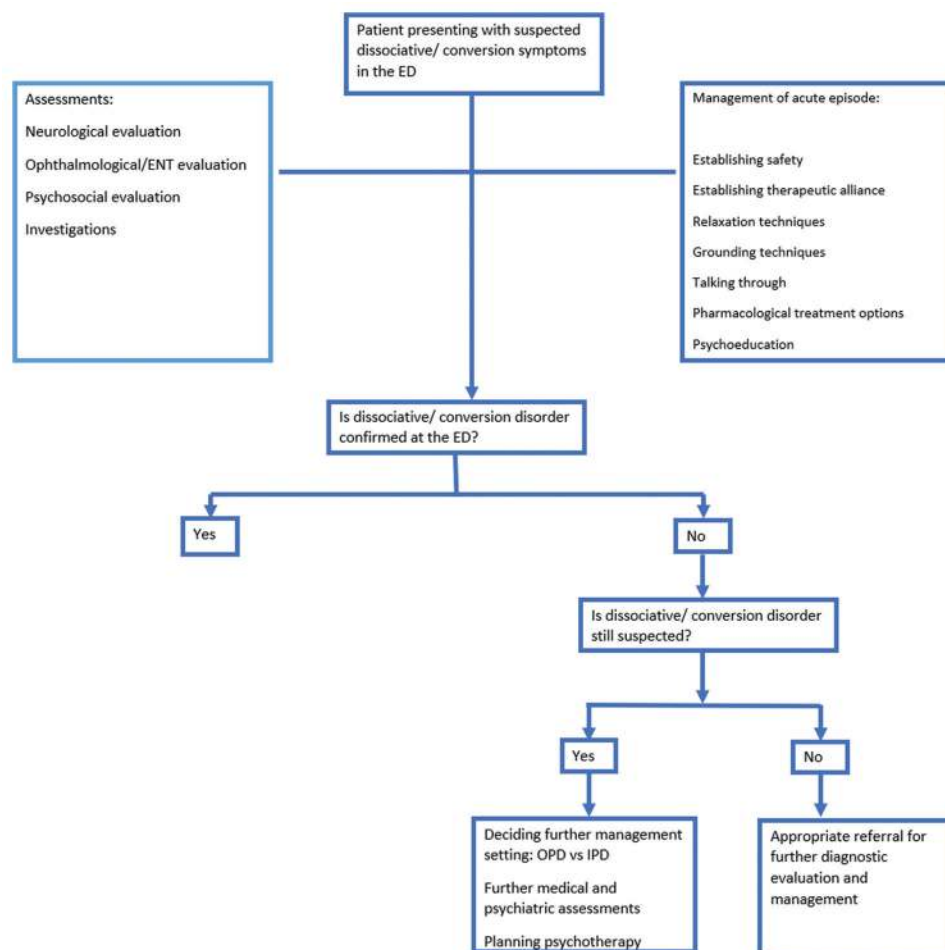 Patient presenting with suspected
dissociative/ conversion symptoms
in the ED
Assessments:
Neurological evaluation
Ophthalmological/ENT evaluation
Psychosocial evaluation
Investigations
Management of acute episode:
Establishing safety
Establishing therapeutic alliance
Relaxation techniques
Grounding techniques
Talking through
Pharmacological treatment options
Psychoeducation
Is dissociative/ conversion disorder
confirmed at the ED?
Yes
No
Is dissociative/ conversion disorder
still suspected?
Yes
No
Deciding further management
setting: OPD vs IPD
Further medical and
psychiatric assessments
Planning psychotherapy
Appropriate referral for
further diagnostic
evaluation and
management